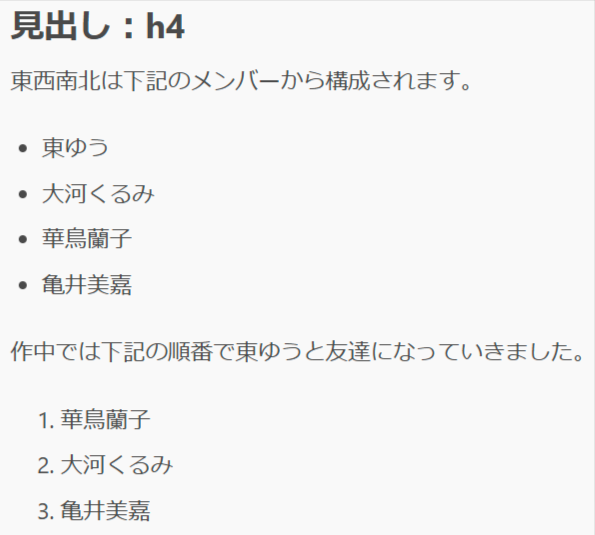 見出し：h4
東西南北は下記のメンバーから構成されます。
• 東ゆう
• 大河くるみ
• 華鳥蘭子
• 亀井美嘉
作中では下記の順番で東ゆうと友達になっていきました。
1. 華鳥蘭子
2. 大河くるみ
3. 亀井美嘉